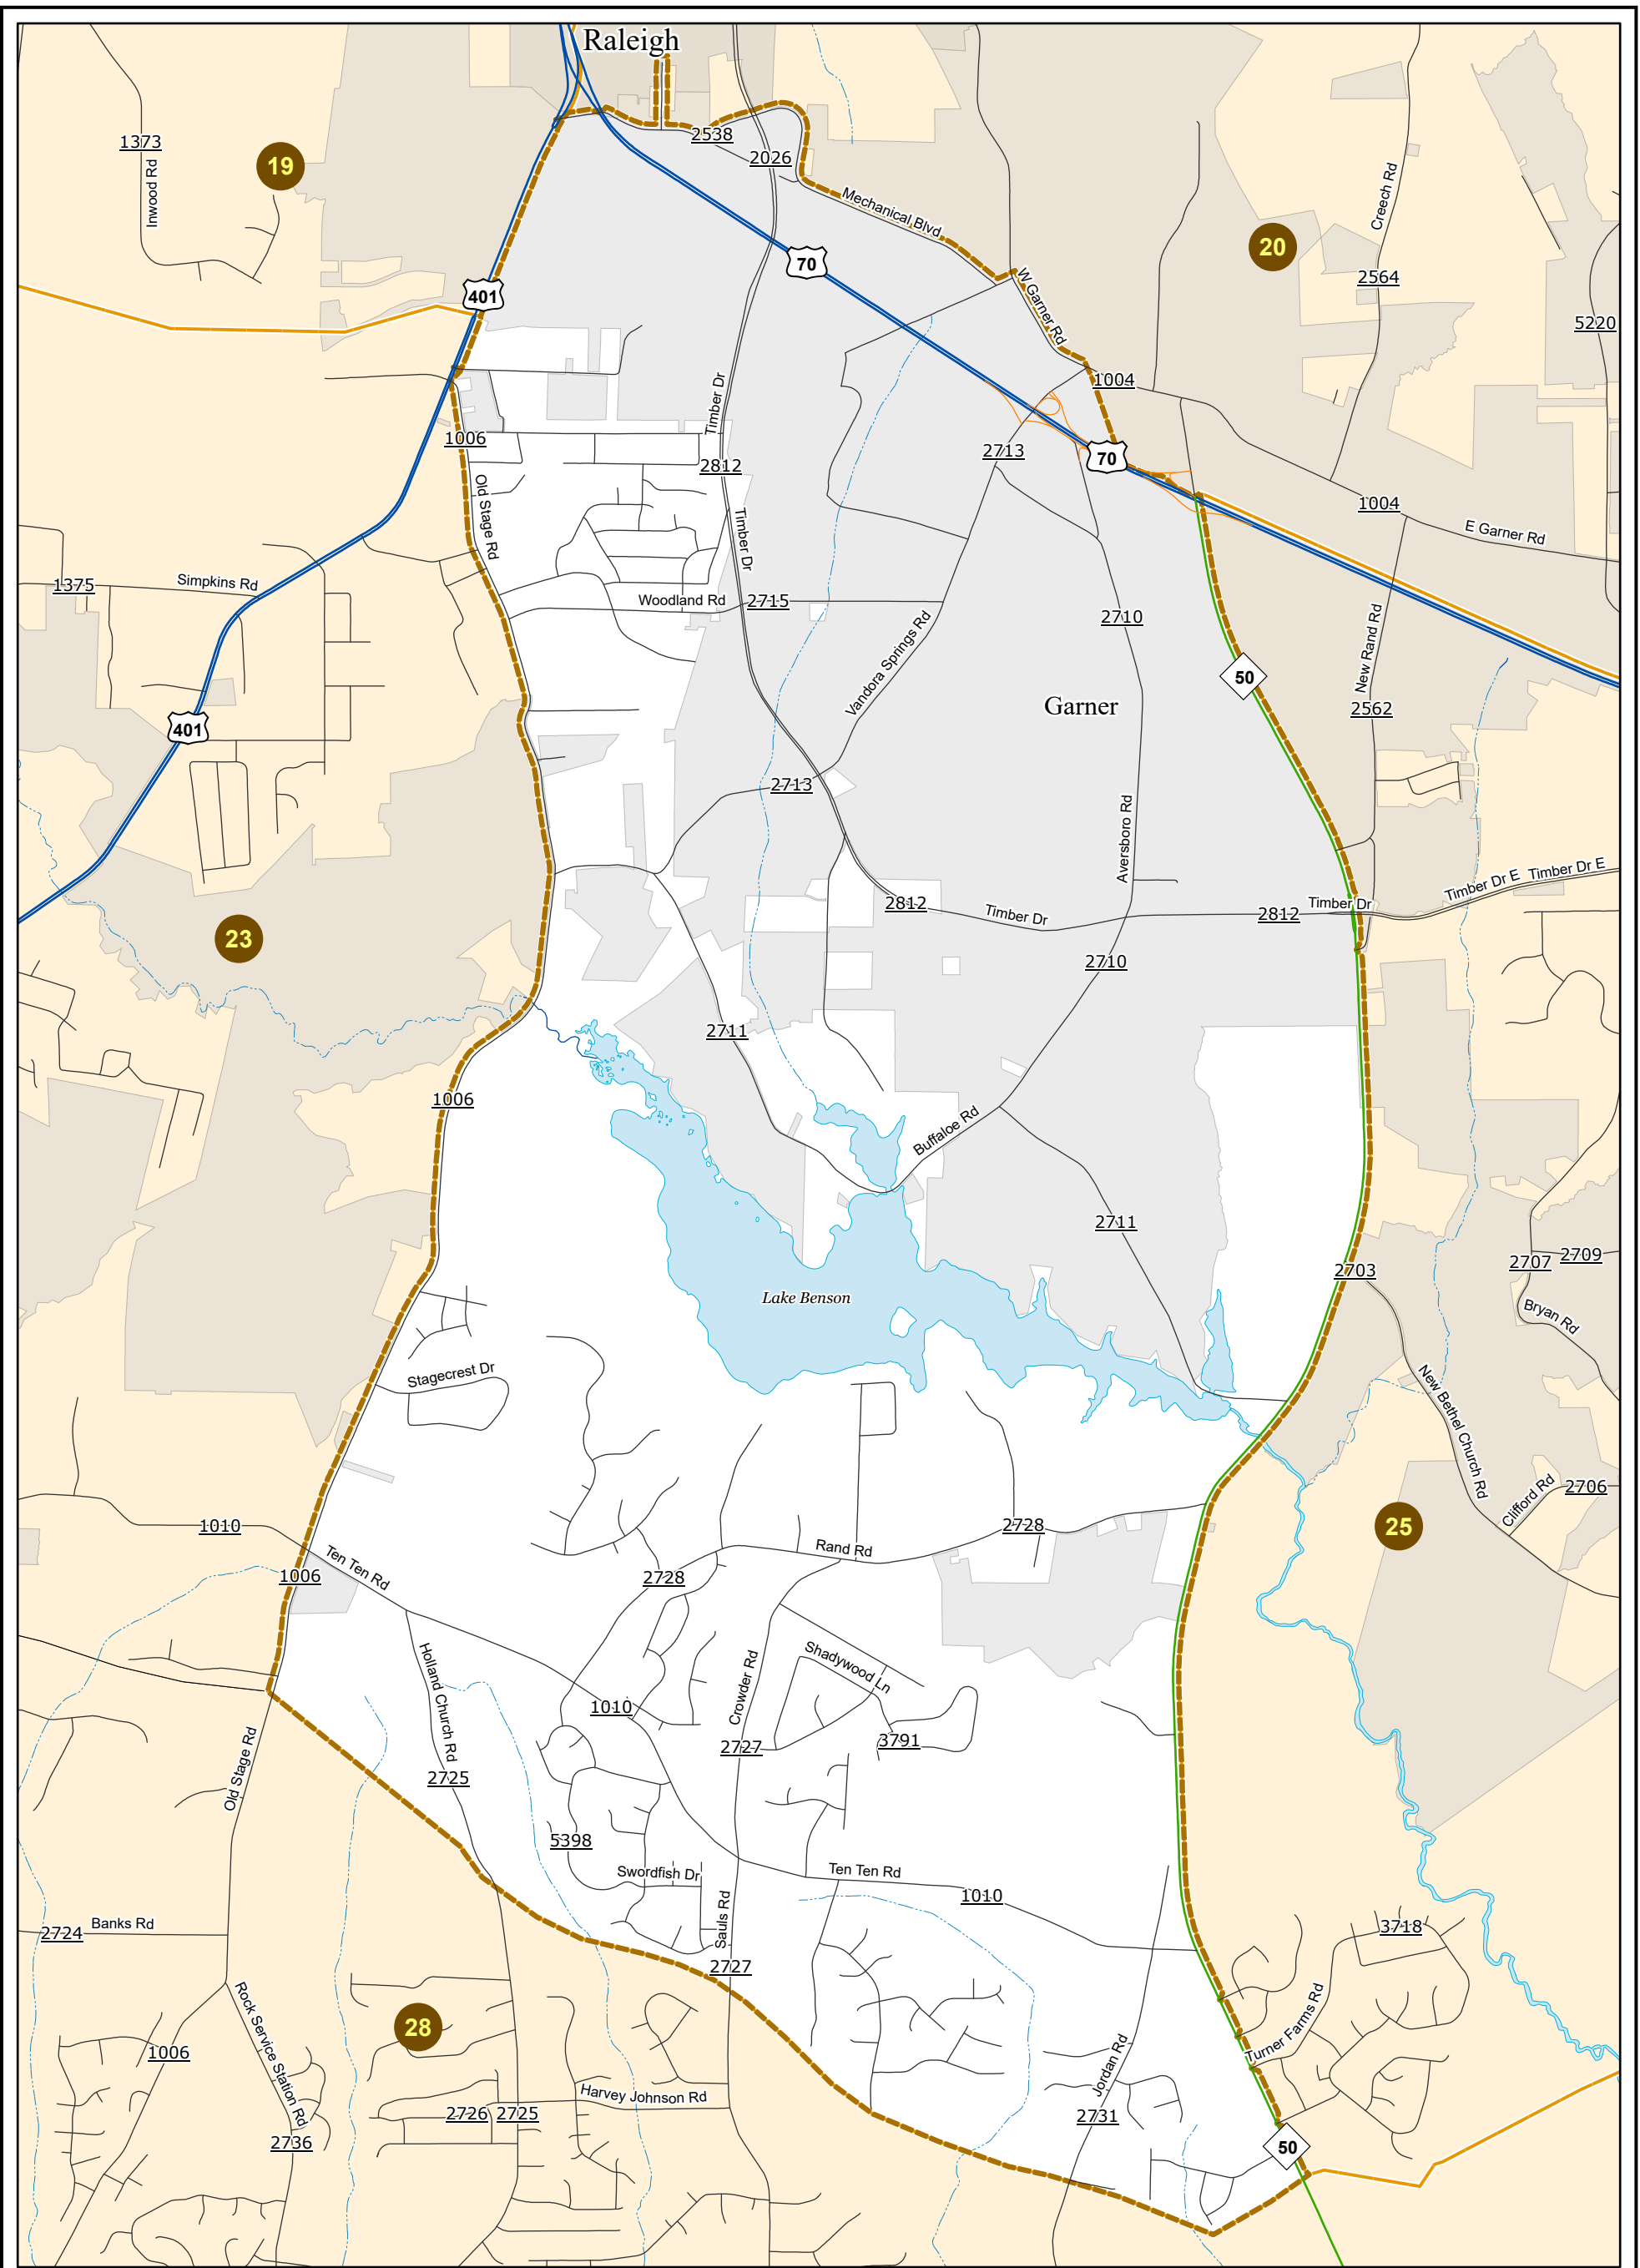 Raleigh
2538
1373
2026
19
Inwood Rd
Creech Rd
Mechanical Blvd
20
70
2564
401
W Garner Rd
5220
1004
Timber Dr
1006
2713
70
2812
1004
Old Stage Rd
E Garner Rd
Timber Dr
1375
Simpkins Rd
Woodland Rd
2715
2710
New Rand Rd
Vandora Springs Rd
50
Garner
2562
401
2713
Aversboro Rd
Timber Dr E
Timber Dr E
2812
Timber Dr
2812
Timber Dr
23
2710
2711
1006
Buffaloe Rd
2711
2703
2707
2709
Lake Benson
Bryan Rd
Stagecrest Dr
New Bethel Church Rd
Clifford Rd
2706
1010
2728
25
Rand Rd
Ten Ten Rd
1006
2728
Holland Church Rd
Shadywood Ln
Crowder Rd
1010
3791
2727
Old Stage Rd
2725
5398
Swordfish Dr
Ten Ten Rd
1010
Sauls Rd
2724
Banks Rd
3718
2727
Rock Service Station Rd
28
Turner Farms Rd
1006
Jordan Rd
Harvey Johnson Rd
2726
2725
2731
2736
50